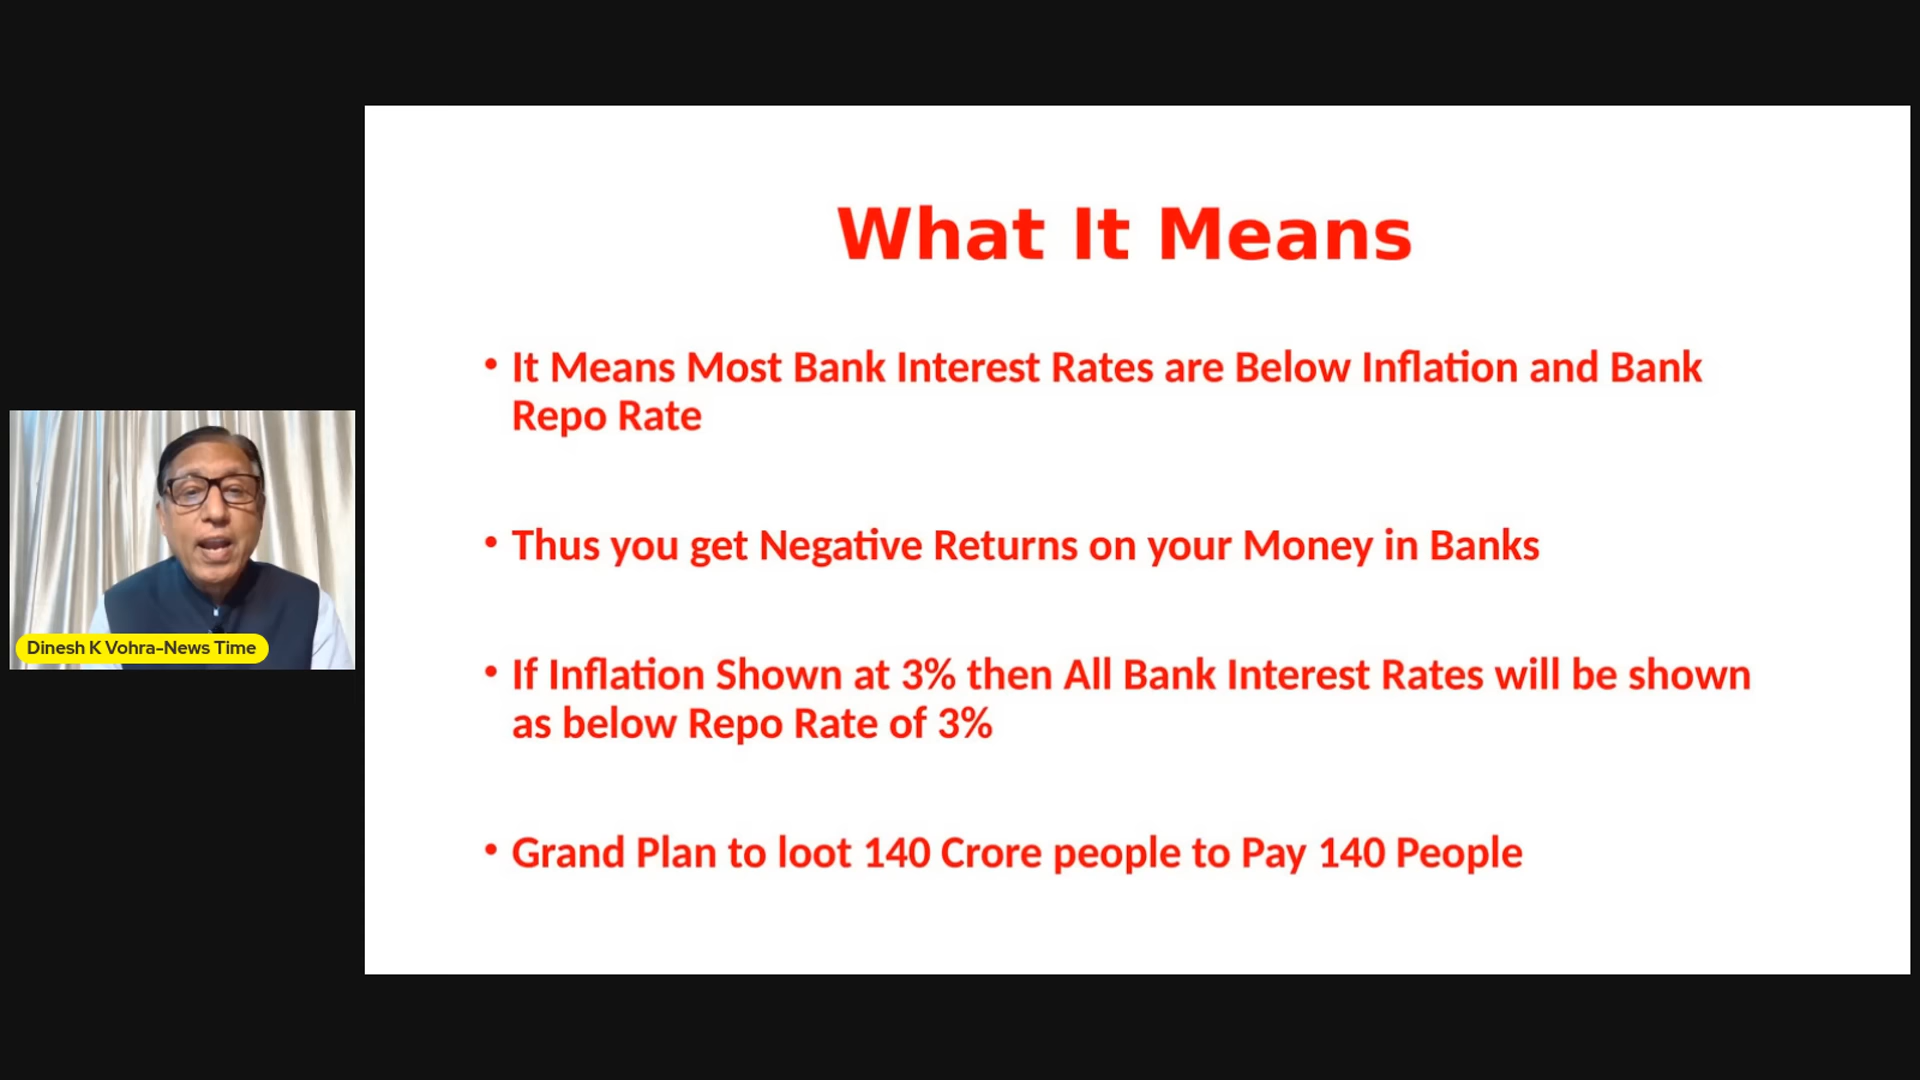 What It Means
• It Means Most Bank Interest Rates are Below Inflation and Bank
Repo Rate
• Thus you get Negative Returns on your Money in Banks
• If Inflation Shown at 3% then All Bank Interest Rates will be shown
as below Repo Rate of 3%
• Grand Plan to loot 140 Crore people to Pay 140 People
Dinesh K Vohra-News Time